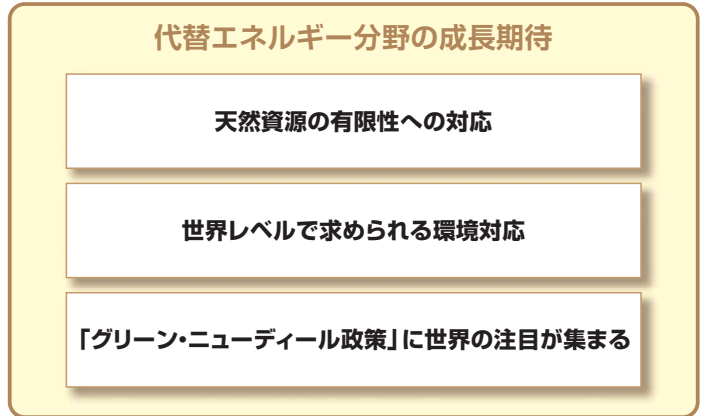 代替エネルギー分野の成長期待
天然資源の有限性への対応
世界レベルで求められる環境対応
「グリーン・ニューディール政策」に世界の注目が集まる